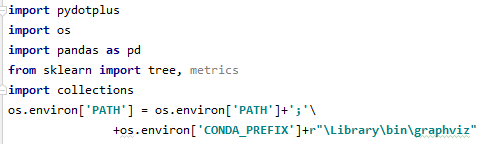 import pydotplus
import os
import pandas as pd
from sklearn import tree, metrics
import collections
os.environ['PATH'] = os.environ['PATH']+';'\
+os.environ['CONDA_PREFIX']+r"\Library\bin\graphviz"